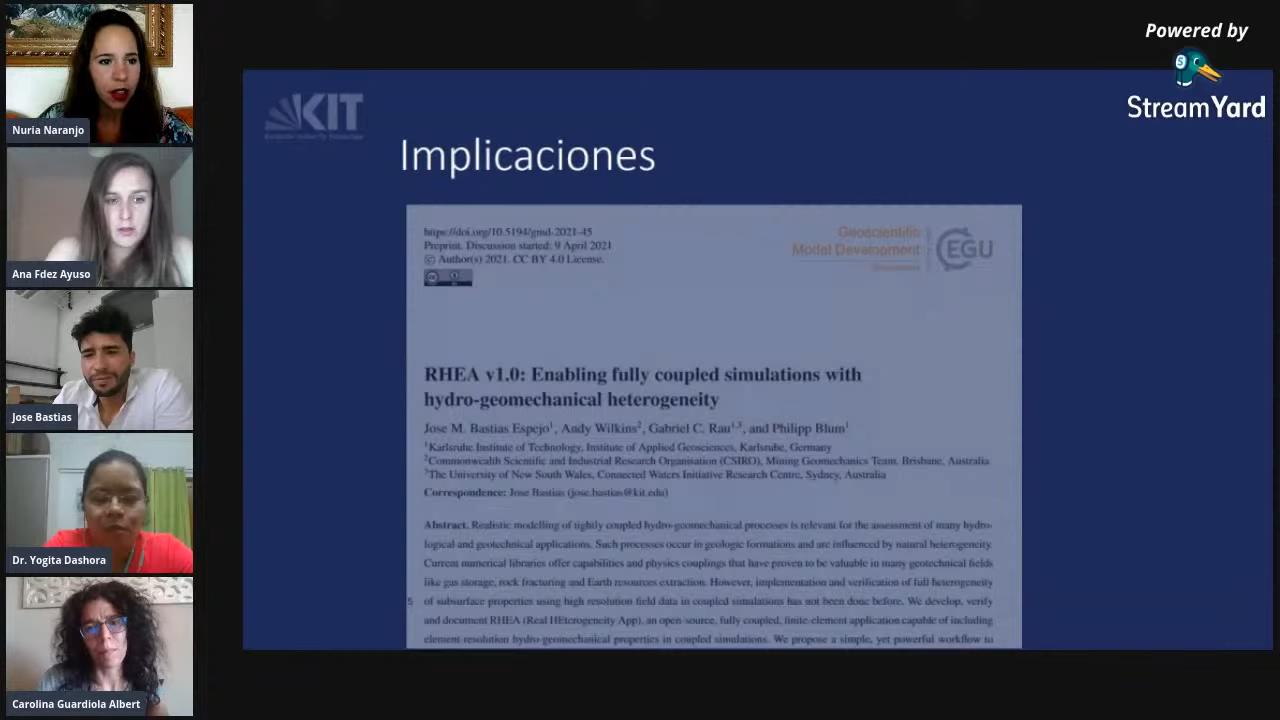 Nuria Naranjo
Ana Fdez Ayuso
Jose Bastias
Dr. Yogita Dashora
Carolina Guardiola Albert
Powered by
StreamYard
KIT
Implicaciones
https://doi.org/10.5194/gmd-2021-45
Preprint. Discussion started: 9 April 2021
© Author(s) 2021. CC BY 4.0 License.
Geoscientific
Model Development
EGU
RHEA v1.0: Enabling fully coupled simulations with
hydro-geomechanical heterogeneity
Jose M. Bastias Espejo1, Andy Wilkins2, Gabriel C. Rau1,3, and Philipp Blum1
1Karlsruhe Institute of Technology, Institute of Applied Geosciences, Karlsruhe, Germany
2Commonwealth Scientific and Industrial Research Organisation (CSIRO), Mining Geomechanics Team, Brisbane, Australia
3The University of New South Wales, Connected Waters Initiative Research Centre, Sydney, Australia
Correspondence: Jose Bastias (jose.bastias@kit.edu)
Abstract. Realistic modelling of tightly coupled hydro-geomechanical processes is relevant for the assessment of many hydro-
logical and geotechnical applications. Such processes occur in geologic formations and are influenced by natural heterogeneity.
Current numerical libraries offer capabilities and physics couplings that have proven to be valuable in many geotechnical fields
like gas storage, rock fracturing and Earth resources extraction. However, implementation and verification of full heterogeneity
5 of subsurface properties using high resolution field data in coupled simulations has not been done before. We develop, verify
and document RHEA (Real HEterogeneity App), an open-source, fully coupled, finite-element application capable of including
element-resolution hydro-geomechanical properties in coupled simulations. We propose a simple, yet powerful workflow to